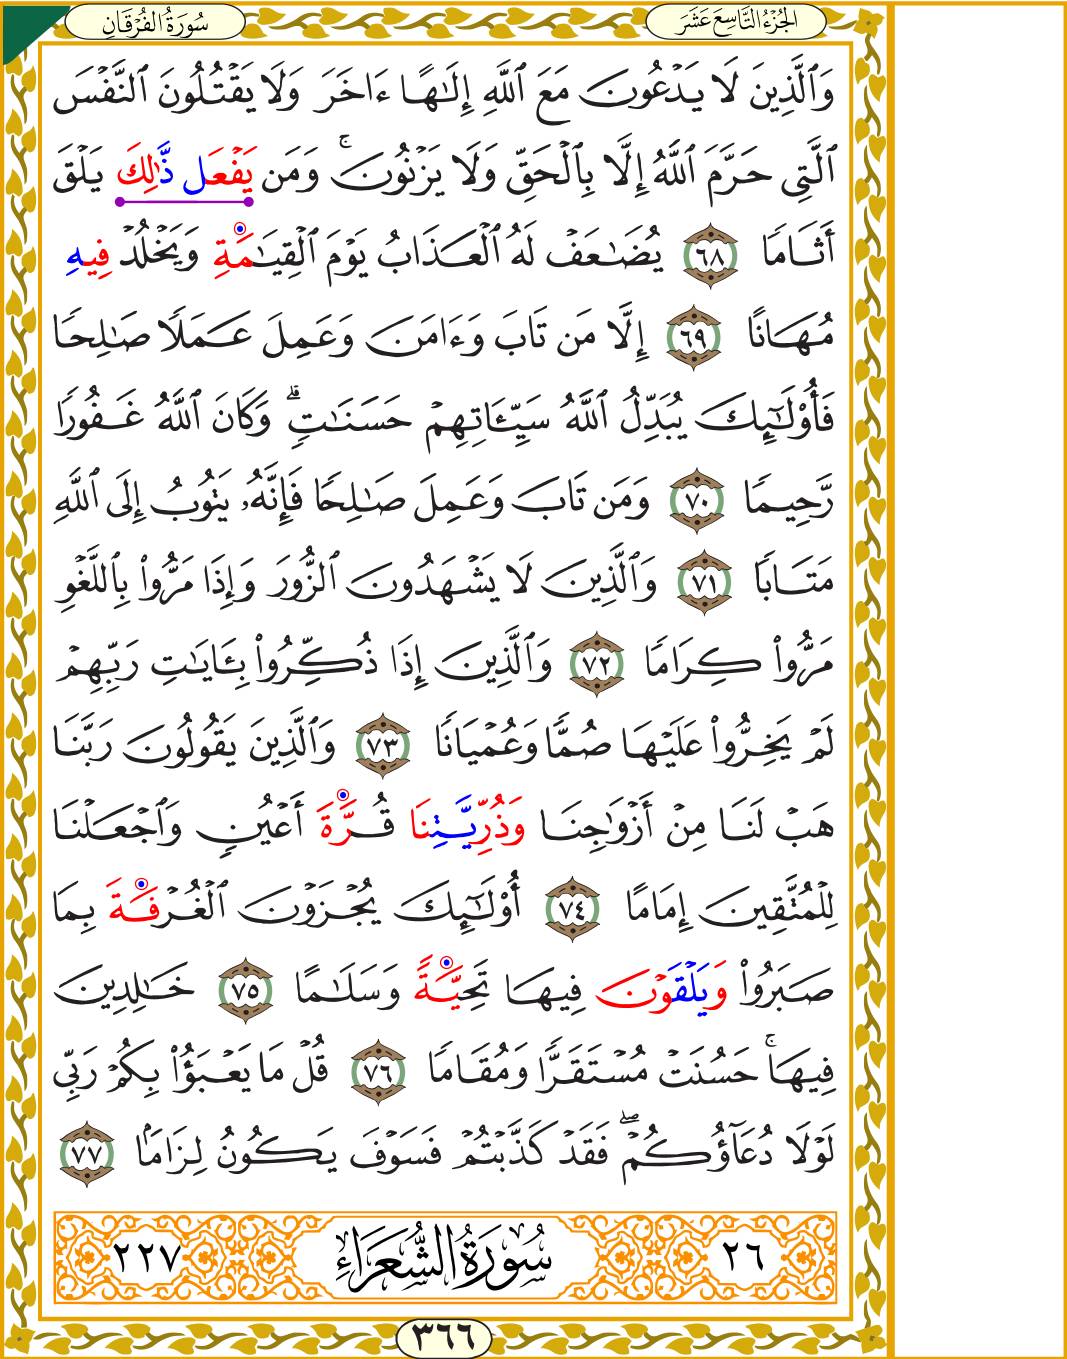 سُورَةُ الفُرۡقَانِ
الجُزۡءُ التَّاسِعَ عَشَرَ
وَٱلَّذِينَ لَا يَدۡعُونَ مَعَ ٱللَّهِ إِلَٰهًا ءَاخَرَ وَلَا يَقۡتُلُونَ ٱلنَّفۡسَ
ٱلَّتِي حَرَّمَ ٱللَّهُ إِلَّا بِٱلۡحَقِّ وَلَا يَزۡنُونَۚ وَمَن يَفۡعَل ذَّٰلِكَ يَلۡقَ
أَثَامٗا ٦٨ يُضَٰعَفۡ لَهُ ٱلۡعَذَابُ يَوۡمَ ٱلۡقِيَٰمَةِ وَيَخۡلُدۡ فِيهِ
مُهَانًا ٦٩ إِلَّا مَن تَابَ وَءَامَنَ وَعَمِلَ عَمَلٗا صَٰلِحٗا
فَأُوْلَٰٓئِكَ يُبَدِّلُ ٱللَّهُ سَيِّـَٔاتِهِمۡ حَسَنَٰتٖۗ وَكَانَ ٱللَّهُ غَفُورٗا
رَّحِيمٗا ٧٠ وَمَن تَابَ وَعَمِلَ صَٰلِحٗا فَإِنَّهُۥ يَتُوبُ إِلَى ٱللَّهِ
مَتَابٗا ٧١ وَٱلَّذِينَ لَا يَشۡهَدُونَ ٱلزُّورَ وَإِذَا مَرُّواْ بِٱللَّغۡوِ
مَرُّواْ كِرَامٗا ٧٢ وَٱلَّذِينَ إِذَا ذُكِّرُواْ بِـَٔايَٰتِ رَبِّهِمۡ
لَمۡ يَخِرُّواْ عَلَيۡهَا صُمّٗا وَعُمۡيَانٗا ٧٣ وَٱلَّذِينَ يَقُولُونَ رَبَّنَا
هَبۡ لَنَا مِنۡ أَزۡوَٰجِنَا وَذُرِّيَّتِنَا قُرَّةَ أَعۡيُنٖ وَٱجۡعَلۡنَا
لِلۡمُتَّقِينَ إِمَامًا ٧٤ أُوْلَٰٓئِكَ يُجۡزَوۡنَ ٱلۡغُرۡفَةَ بِمَا
صَبَرُواْ وَيَلۡقَوۡنَ فِيهَا تَحِيَّةٗ وَسَلَٰمًا ٧٥ خَٰلِدِينَ
فِيهَاۚ حَسُنَتۡ مُسۡتَقَرّٗا وَمُقَامٗا ٧٦ قُلۡ مَا يَعۡبَؤُاْ بِكُمۡ رَبِّي
لَوۡلَا دُعَآؤُكُمۡۖ فَقَدۡ كَذَّبۡتُمۡ فَسَوۡفَ يَكُونُ لِزَامَۢا ٧٧
٢٦ سُورَةُ الشُّعَرَاءِ ٢٢٧
٣٦٦